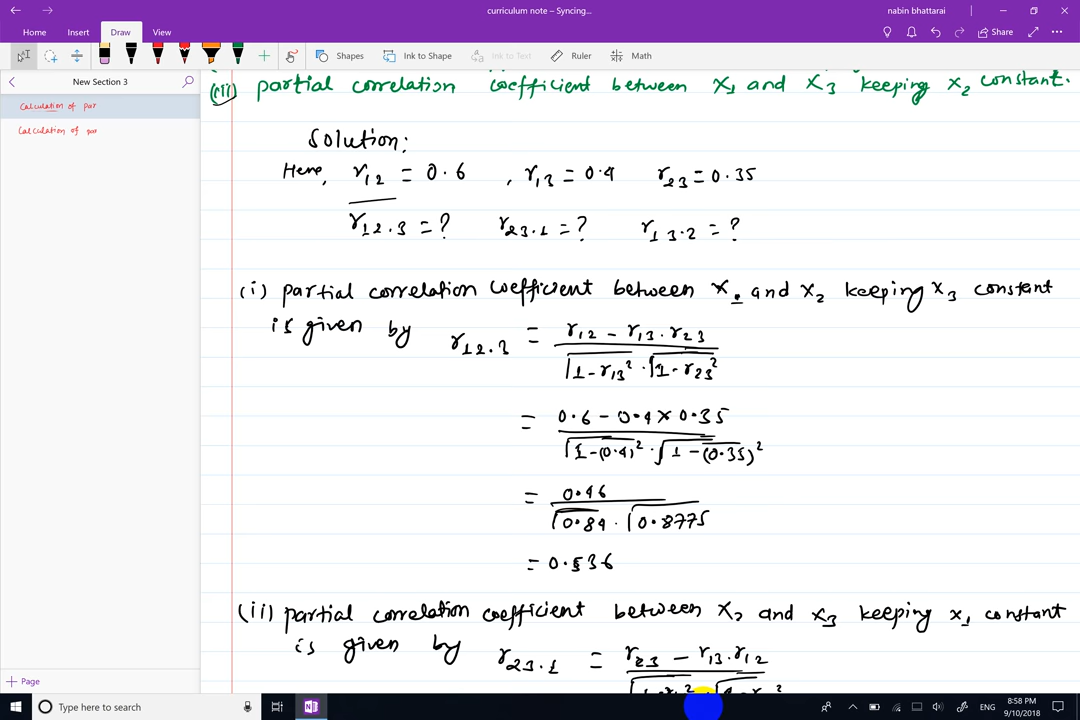 curriculum note – Syncing...
nabin bhattarai
Home Insert Draw View
Share
Shapes Ink to Shape Ink to Text Ruler Math
New Section 3
Calculation of par
Calculation of par
(iii) partial correlation coefficient between x₁ and x₃ keeping x₂ constant.
Solution:
Here, r₁₂ = 0.6 , r₁₃ = 0.4 r₂₃ = 0.35
r₁₂.₃ = ? r₂₃.₁ = ? r₁₃.₂ = ?
(i) partial correlation coefficient between x₁ and x₂ keeping x₃ constant
is given by r₁₂.₃ = (r₁₂ – r₁₃ . r₂₃) / (√(1 – r₁₃²) . √(1 – r₂₃²))
= (0.6 – 0.4 × 0.35) / (√(1 – (0.4)²) . √(1 – (0.35)²))
= 0.46 / (√0.84 . √0.8775)
= 0.536
(ii) partial correlation coefficient between x₂ and x₃ keeping x₁ constant
is given by r₂₃.₁ = r₂₃ – r₁₃ . r₁₂
+ Page
Type here to search
ENG
8:58 PM
9/10/2018